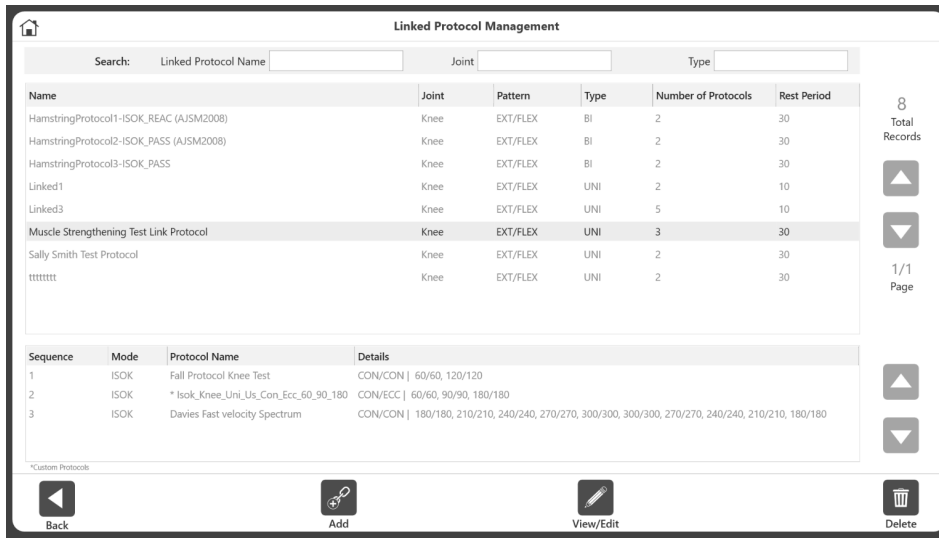 Linked Protocol Management
Search: Linked Protocol Name Joint Type
Name Joint Pattern Type Number of Protocols Rest Period
HamstringProtocol1-ISOK_REAC (AJSM2008) Knee EXT/FLEX BI 2 30
HamstringProtocol2-ISOK_PASS (AJSM2008) Knee EXT/FLEX BI 2 30
HamstringProtocol3-ISOK_PASS Knee EXT/FLEX BI 2 30
Linked1 Knee EXT/FLEX UNI 2 10
Linked3 Knee EXT/FLEX UNI 5 10
Muscle Strengthening Test Link Protocol Knee EXT/FLEX UNI 3 30
Sally Smith Test Protocol Knee EXT/FLEX UNI 2 30
tttttttt Knee EXT/FLEX UNI 2 30
8
Total
Records
1/1
Page
Sequence Mode Protocol Name Details
1 ISOK Fall Protocol Knee Test CON/CON | 60/60, 120/120
2 ISOK * Isok_Knee_Uni_Us_Con_Ecc_60_90_180 CON/ECC | 60/60, 90/90, 180/180
3 ISOK Davies Fast velocity Spectrum CON/CON | 180/180, 210/210, 240/240, 270/270, 300/300, 300/300, 270/270, 240/240, 210/210, 180/180
*Custom Protocols
Back Add View/Edit Delete